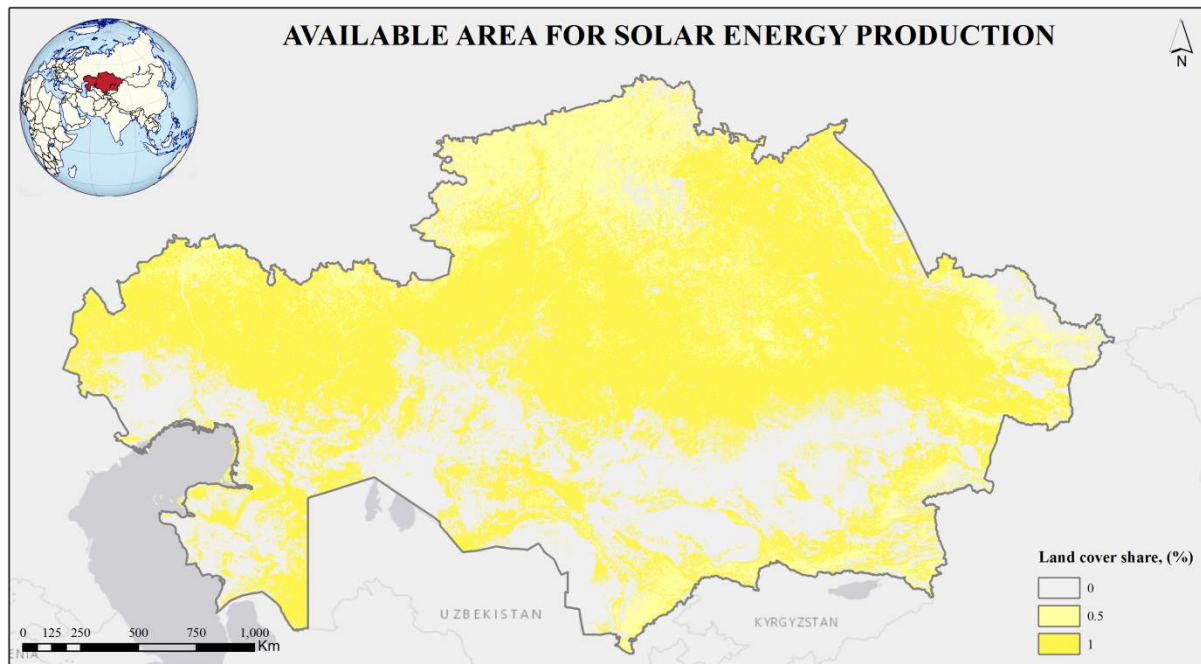 AVAILABLE AREA FOR SOLAR ENERGY PRODUCTION
N
Land cover share, (%)
0
0.5
1
UZBEKISTAN
KYRGYZSTAN
0 125 250 500 750 1,000
Km
ENIA